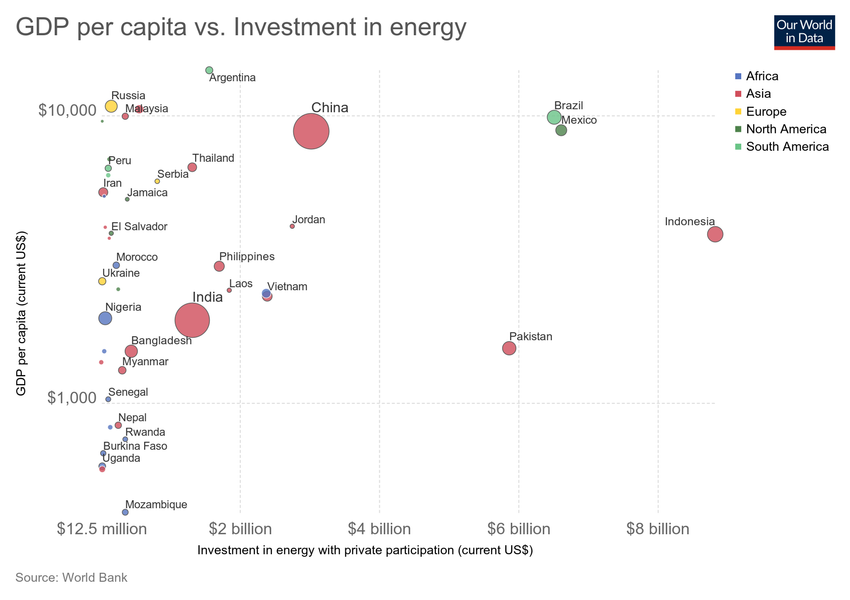 GDP per capita vs. Investment in energy
Our World
in Data
Africa
Asia
Europe
North America
South America
GDP per capita (current US$)
$10,000
$1,000
Argentina
Russia
Malaysia
China
Brazil
Mexico
Peru
Thailand
Serbia
Iran
Jamaica
Jordan
Indonesia
El Salvador
Morocco
Philippines
Ukraine
Laos
Vietnam
India
Nigeria
Bangladesh
Pakistan
Myanmar
Senegal
Nepal
Rwanda
Burkina Faso
Uganda
Mozambique
$12.5 million
$2 billion
$4 billion
$6 billion
$8 billion
Investment in energy with private participation (current US$)
Source: World Bank